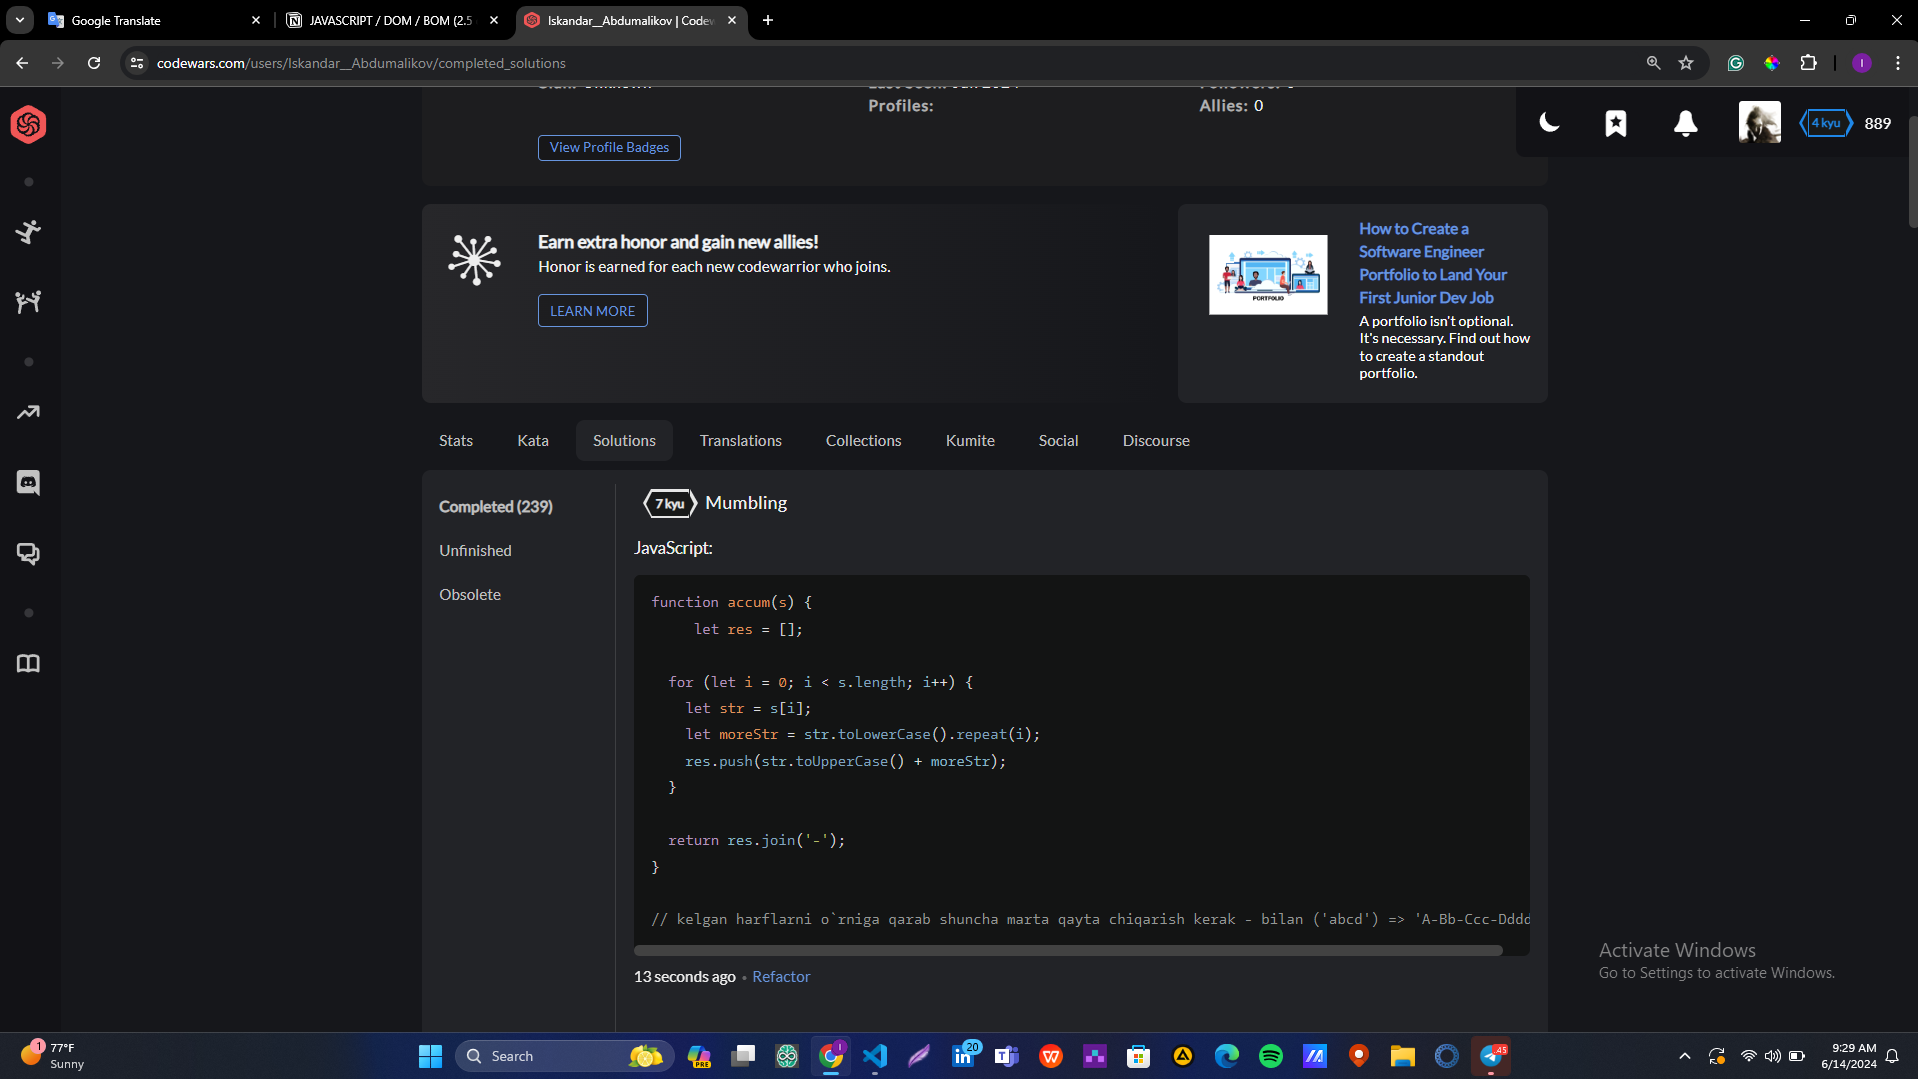 Google Translate
JAVASCRIPT / DOM / BOM (2.5
Iskandar__Abdumalikov | Codew
codewars.com/users/Iskandar__Abdumalikov/completed_solutions
Profiles:
Allies: 0
View Profile Badges
4 kyu
889
Earn extra honor and gain new allies!
Honor is earned for each new codewarrior who joins.
LEARN MORE
PORTFOLIO
How to Create a
Software Engineer
Portfolio to Land Your
First Junior Dev Job
A portfolio isn't optional.
It's necessary. Find out how
to create a standout
portfolio.
Stats Kata Solutions Translations Collections Kumite Social Discourse
Completed (239)
Unfinished
Obsolete
7 kyu Mumbling
JavaScript:
function accum(s) {
let res = [];
for (let i = 0; i < s.length; i++) {
let str = s[i];
let moreStr = str.toLowerCase().repeat(i);
res.push(str.toUpperCase() + moreStr);
}
return res.join('-');
}
// kelgan harflarni o`rniga qarab shuncha marta qayta chiqarish kerak - bilan ('abcd') => 'A-Bb-Ccc-Dddd
13 seconds ago • Refactor
Activate Windows
Go to Settings to activate Windows.
1
77°F
Sunny
Search
PRE
20
45
9:29 AM
6/14/2024